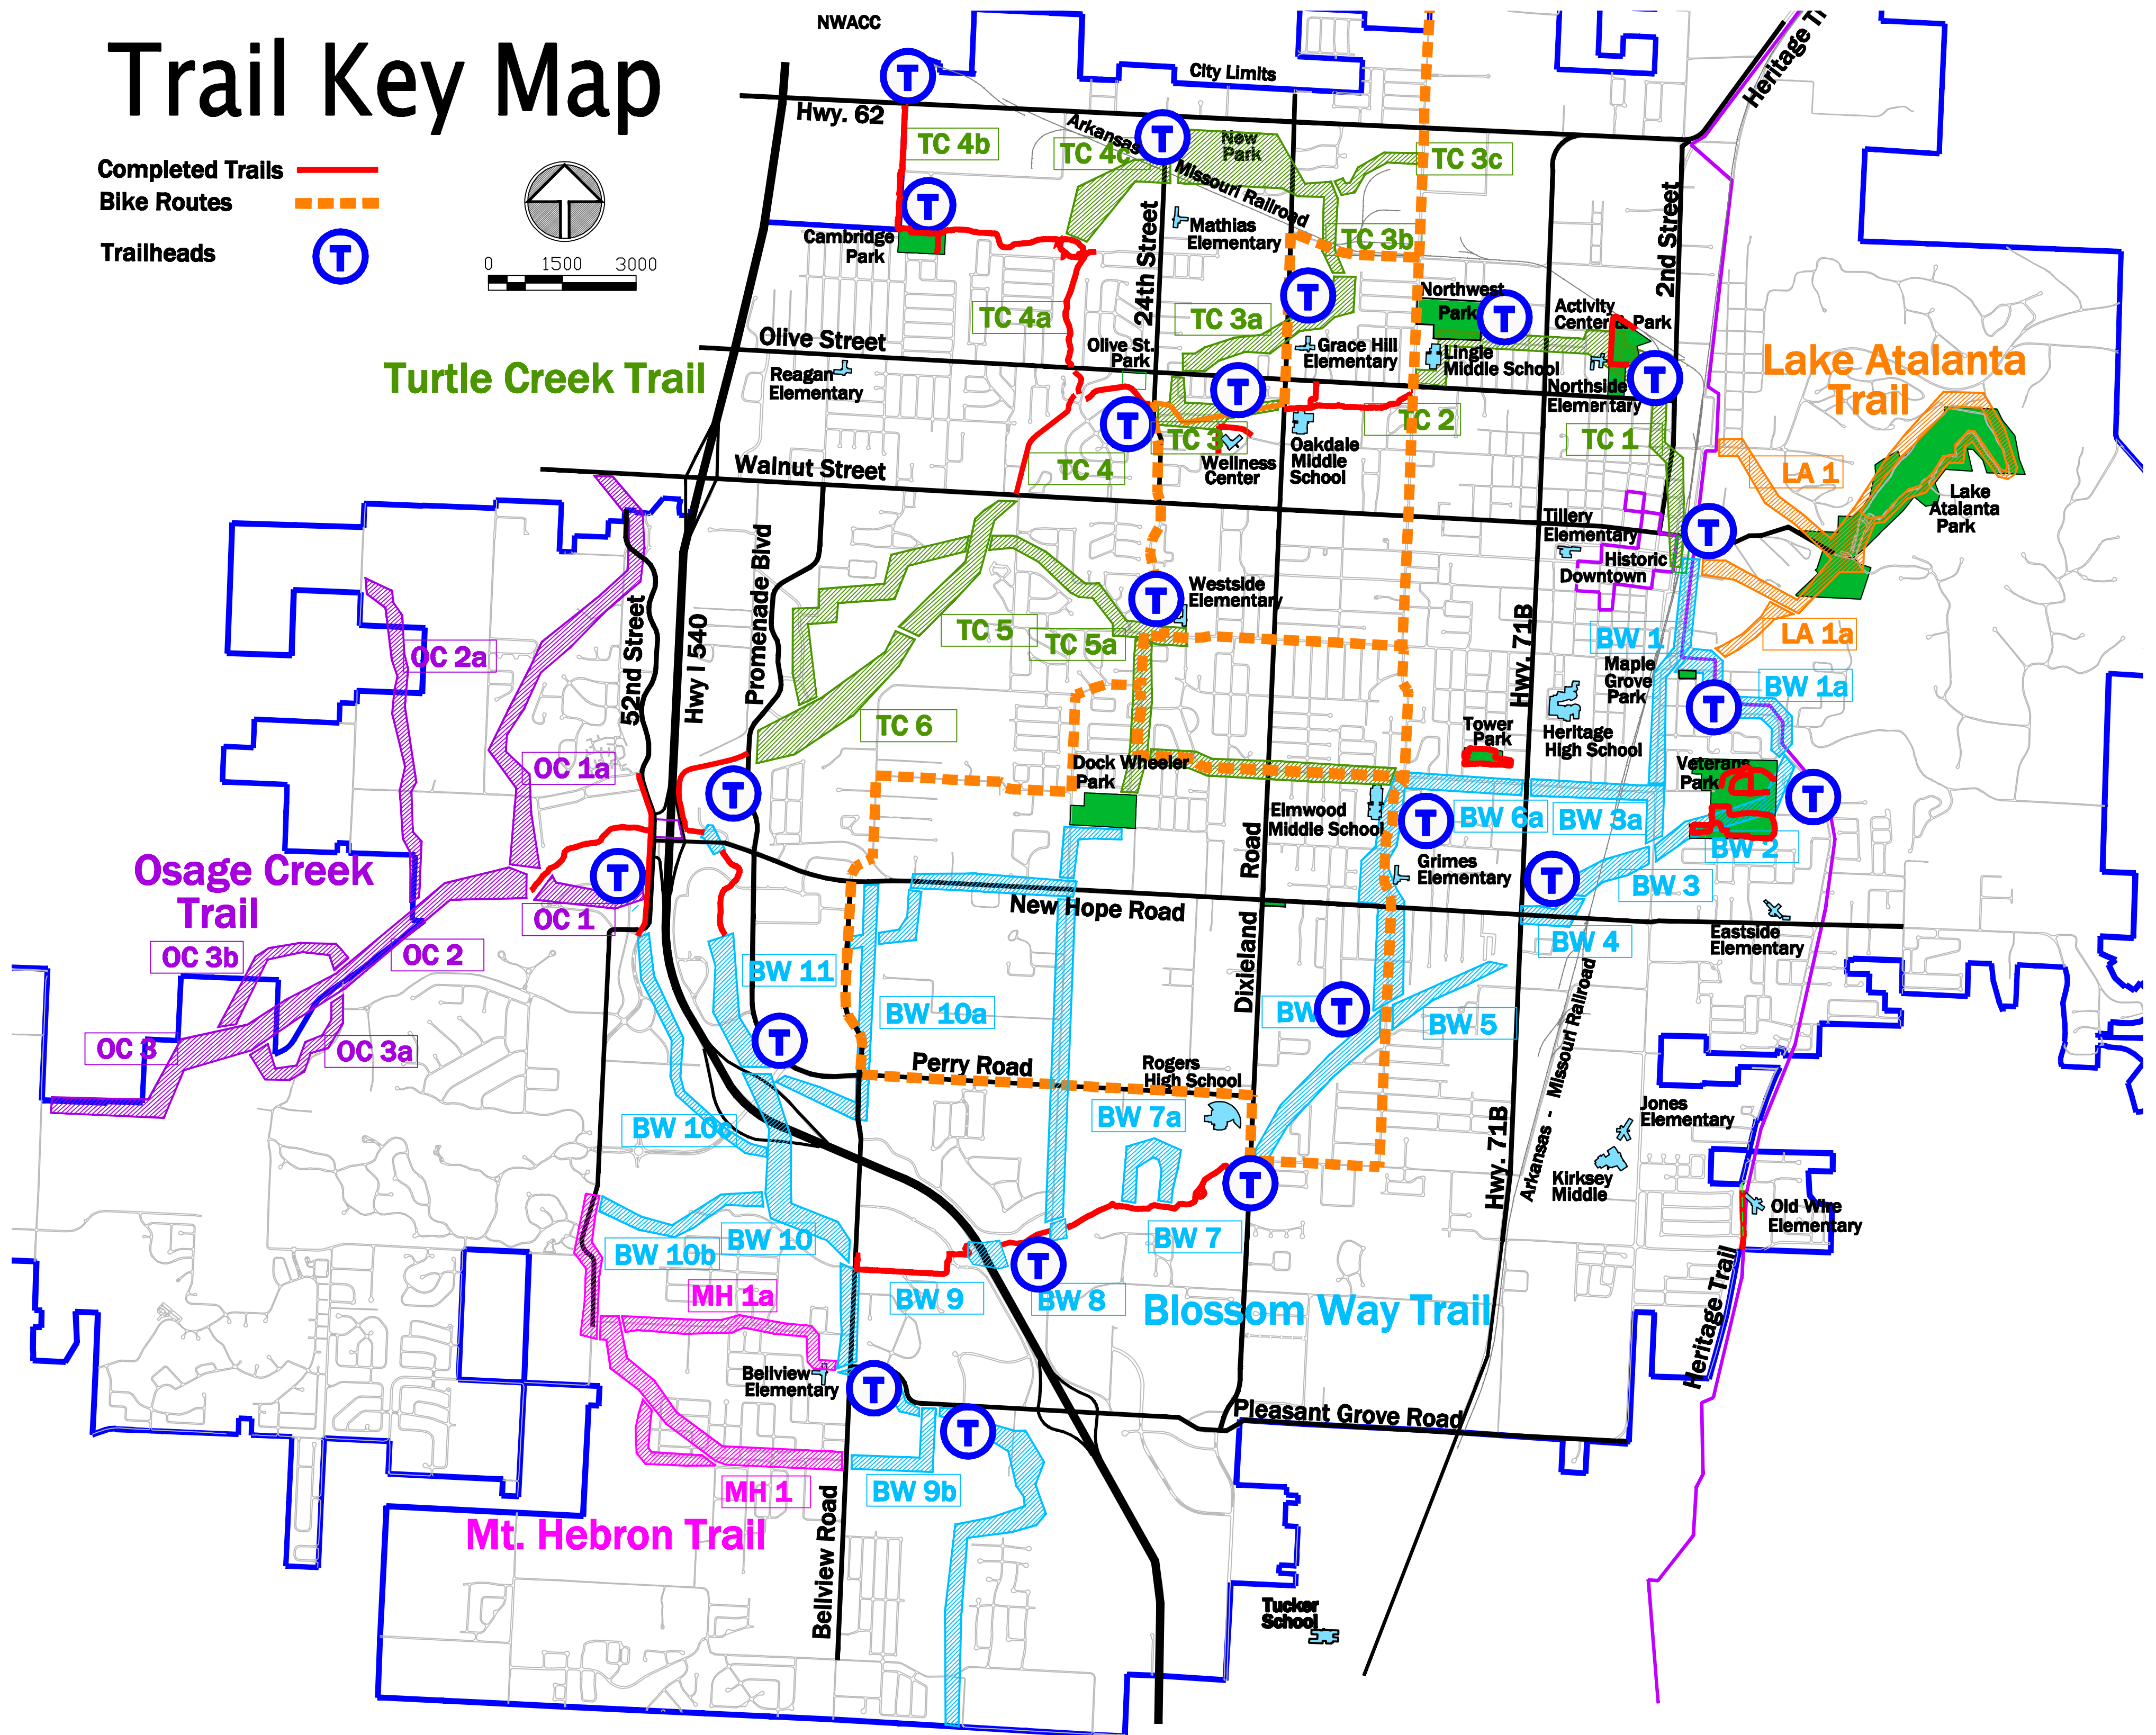 NWACC
Trail Key Map
City Limits
Heritage Tr
Hwy. 62
Completed Trails
Bike Routes
Trailheads
T
0 1500 3000
T
T
T
TC 4b
TC 4c
Arkansas
Missouri Railroad
New
Park
TC 3c
Cambridge
Park
24th Street
Mathias
Elementary
TC 3b
2nd Street
TC 4a
TC 3a
T
Northwest
Park
T
Activity
Center & Park
Olive Street
Olive St.
Park
Grace Hill
Elementary
Lingle
Middle School
Turtle Creek Trail
Reagan
Elementary
T
T
Northside
Elementary
T
Lake Atalanta
Trail
TC 3
TC 2
TC 1
Walnut Street
TC 4
Wellness
Center
Oakdale
Middle
School
LA 1
Lake
Atalanta
Park
Tillery
Elementary
T
Historic
Downtown
Promenade Blvd
T
Westside
Elementary
52nd Street
Hwy I 540
Hwy. 71B
OC 2a
TC 5
TC 5a
BW 1
LA 1a
Maple
Grove
Park
BW 1a
T
TC 6
Tower
Park
Heritage
High School
OC 1a
T
Dock Wheeler
Park
Veterans
Park
T
Elmwood
Middle School
T
BW 6a
BW 3a
BW 2
Osage Creek
Trail
T
Grimes
Elementary
T
BW 3
OC 1
New Hope Road
Dixieland
Road
BW 4
Eastside
Elementary
OC 3b
OC 2
BW 11
BW 10a
BW
T
BW 5
OC 3
OC 3a
T
Perry Road
Rogers
High School
Arkansas - Missouri Railroad
Jones
Elementary
BW 10c
BW 7a
Hwy. 71B
Kirksey
Middle
T
Old Wire
Elementary
BW 10b
BW 10
BW 7
T
MH 1a
BW 9
BW 8
Blossom Way Trail
Heritage Trail
Bellview
Elementary
T
T
Pleasant Grove Road
MH 1
BW 9b
Mt. Hebron Trail
Bellview Road
Tucker
School